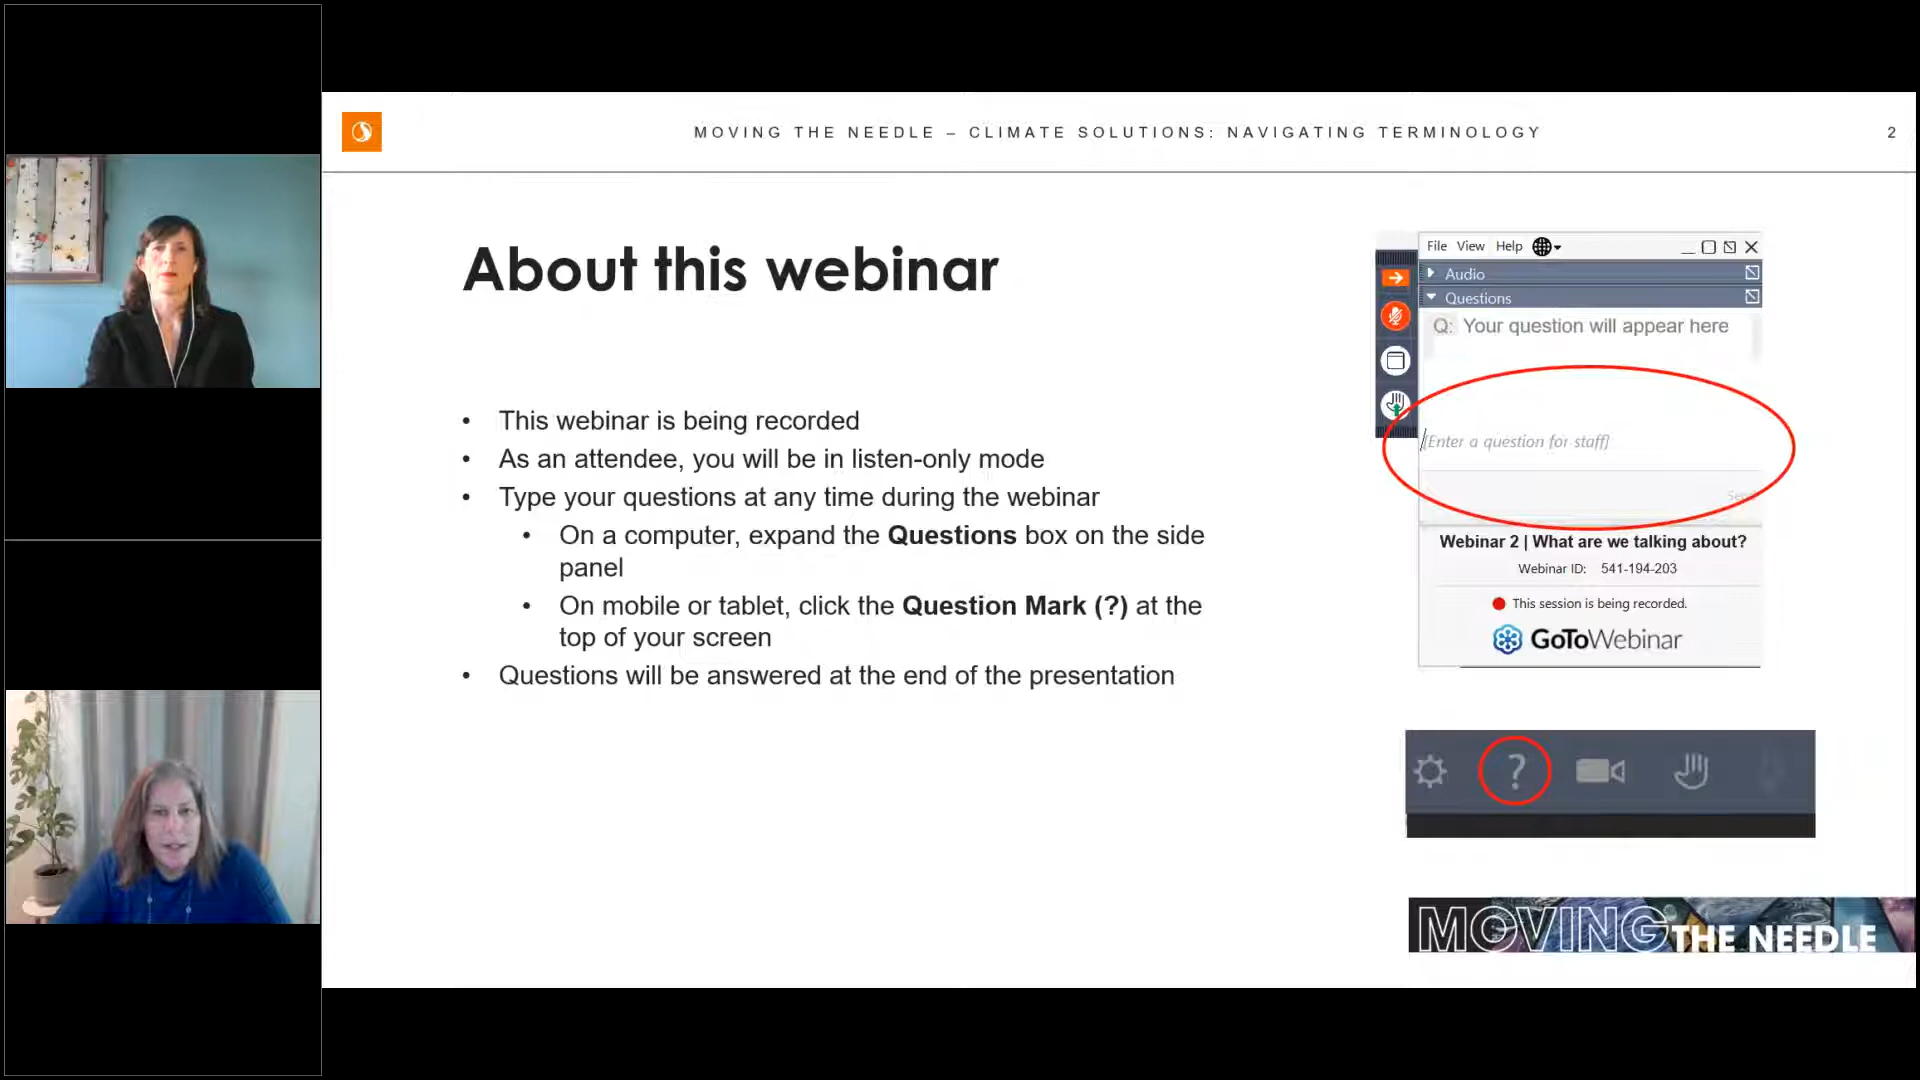 MOVING THE NEEDLE – CLIMATE SOLUTIONS: NAVIGATING TERMINOLOGY
2
About this webinar
• This webinar is being recorded
• As an attendee, you will be in listen-only mode
• Type your questions at any time during the webinar
• On a computer, expand the Questions box on the side
panel
• On mobile or tablet, click the Question Mark (?) at the
top of your screen
• Questions will be answered at the end of the presentation
File View Help
Audio
Questions
Q: Your question will appear here
[Enter a question for staff]
Send
Webinar 2 | What are we talking about?
Webinar ID: 541-194-203
This session is being recorded.
GoToWebinar
?
MOVING THE NEEDLE